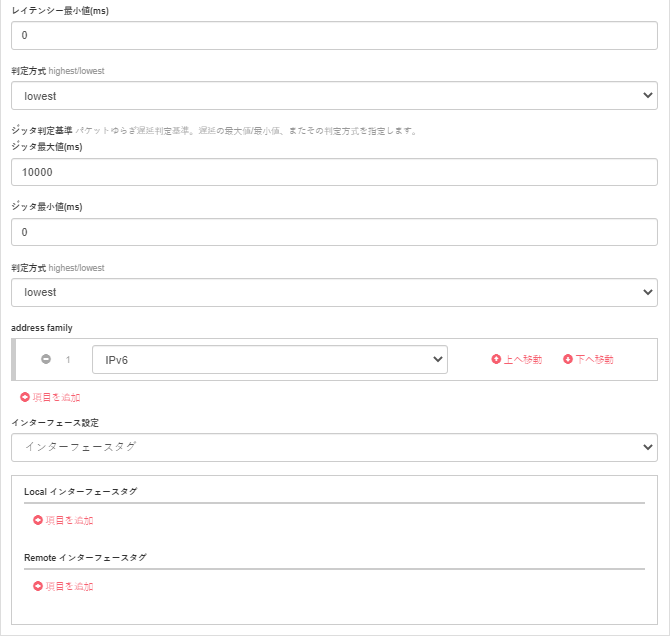 レイテンシー最小値(ms)
0
判定方式 highest/lowest
lowest
ジッタ判定基準 パケットゆらぎ遅延判定基準。遅延の最大値/最小値、またその判定方式を指定します。
ジッタ最大値(ms)
10000
ジッタ最小値(ms)
0
判定方式 highest/lowest
lowest
address family
1 IPv6 上へ移動 下へ移動
項目を追加
インターフェース設定
インターフェースタグ
Local インターフェースタグ
項目を追加
Remote インターフェースタグ
項目を追加